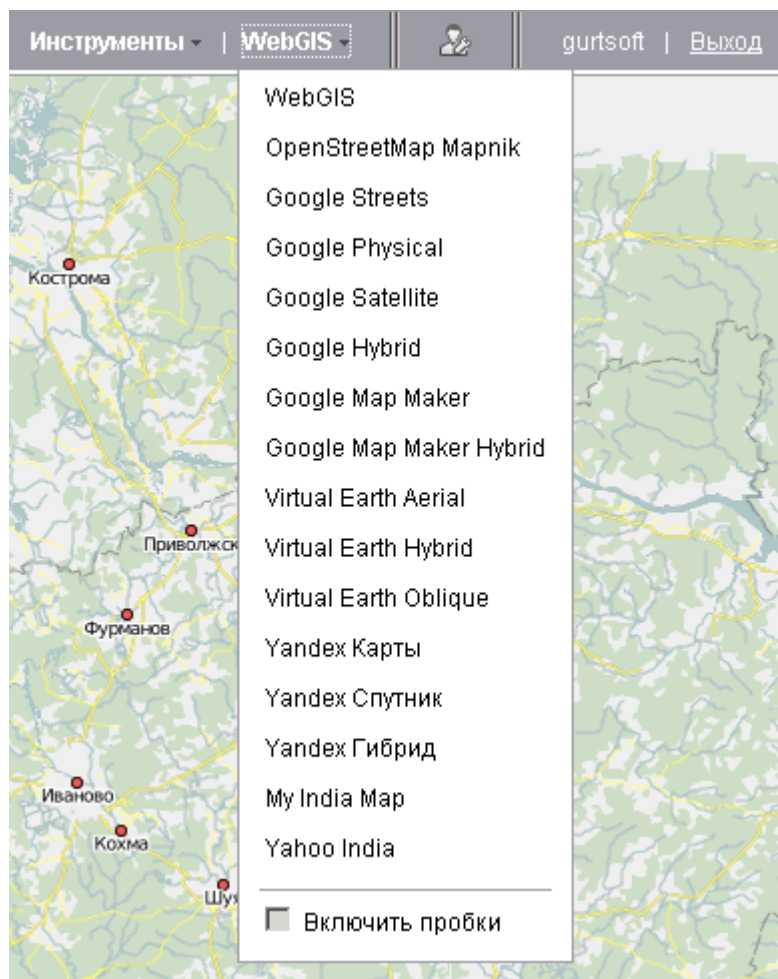 Инструменты | WebGIS gurtsoft | Выход
WebGIS
OpenStreetMap Mapnik
Google Streets
Google Physical
Google Satellite
Google Hybrid
Google Map Maker
Google Map Maker Hybrid
Virtual Earth Aerial
Virtual Earth Hybrid
Virtual Earth Oblique
Yandex Карты
Yandex Спутник
Yandex Гибрид
My India Map
Yahoo India
Включить пробки
Кострома
Приволжск
Фурманов
Иваново
Кохма
Шуя